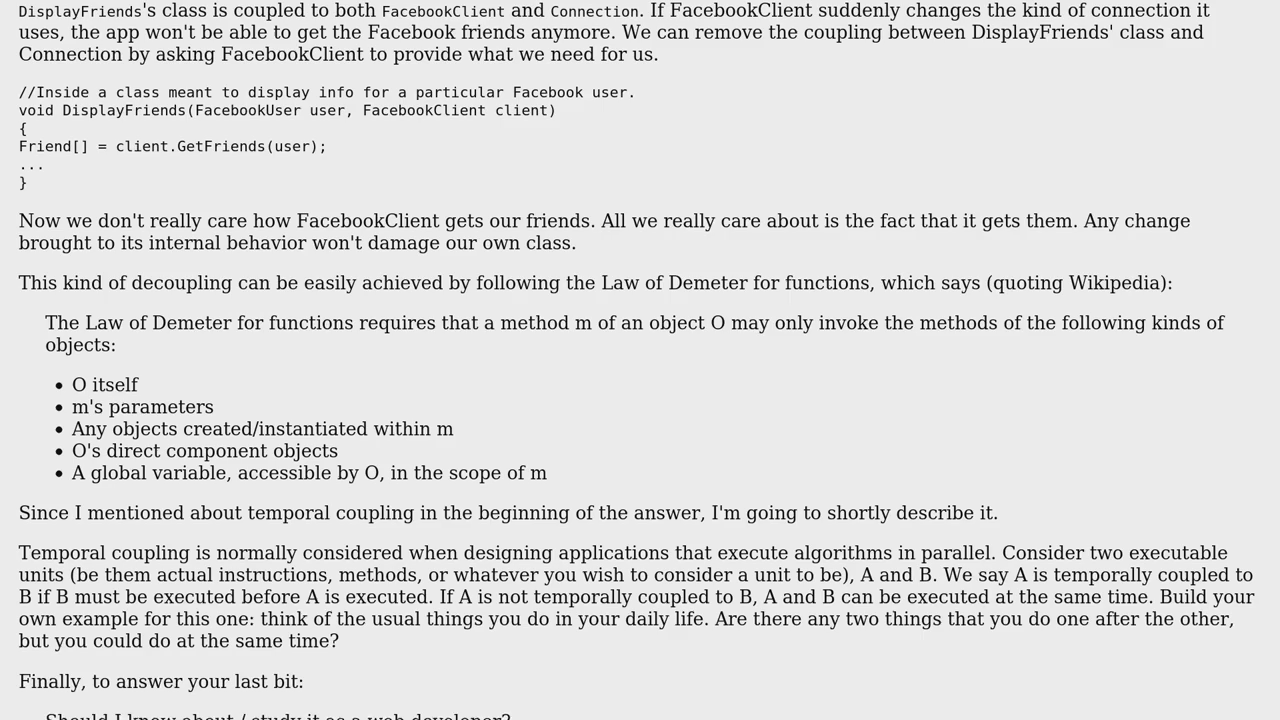 DisplayFriends's class is coupled to both FacebookClient and Connection. If FacebookClient suddenly changes the kind of connection it
uses, the app won't be able to get the Facebook friends anymore. We can remove the coupling between DisplayFriends' class and
Connection by asking FacebookClient to provide what we need for us.
//Inside a class meant to display info for a particular Facebook user.
void DisplayFriends(FacebookUser user, FacebookClient client)
{
Friend[] = client.GetFriends(user);
...
}
Now we don't really care how FacebookClient gets our friends. All we really care about is the fact that it gets them. Any change
brought to its internal behavior won't damage our own class.
This kind of decoupling can be easily achieved by following the Law of Demeter for functions, which says (quoting Wikipedia):
The Law of Demeter for functions requires that a method m of an object O may only invoke the methods of the following kinds of
objects:
• O itself
• m's parameters
• Any objects created/instantiated within m
• O's direct component objects
• A global variable, accessible by O, in the scope of m
Since I mentioned about temporal coupling in the beginning of the answer, I'm going to shortly describe it.
Temporal coupling is normally considered when designing applications that execute algorithms in parallel. Consider two executable
units (be them actual instructions, methods, or whatever you wish to consider a unit to be), A and B. We say A is temporally coupled to
B if B must be executed before A is executed. If A is not temporally coupled to B, A and B can be executed at the same time. Build your
own example for this one: think of the usual things you do in your daily life. Are there any two things that you do one after the other,
but you could do at the same time?
Finally, to answer your last bit:
Should I know about / study it as a web developer?